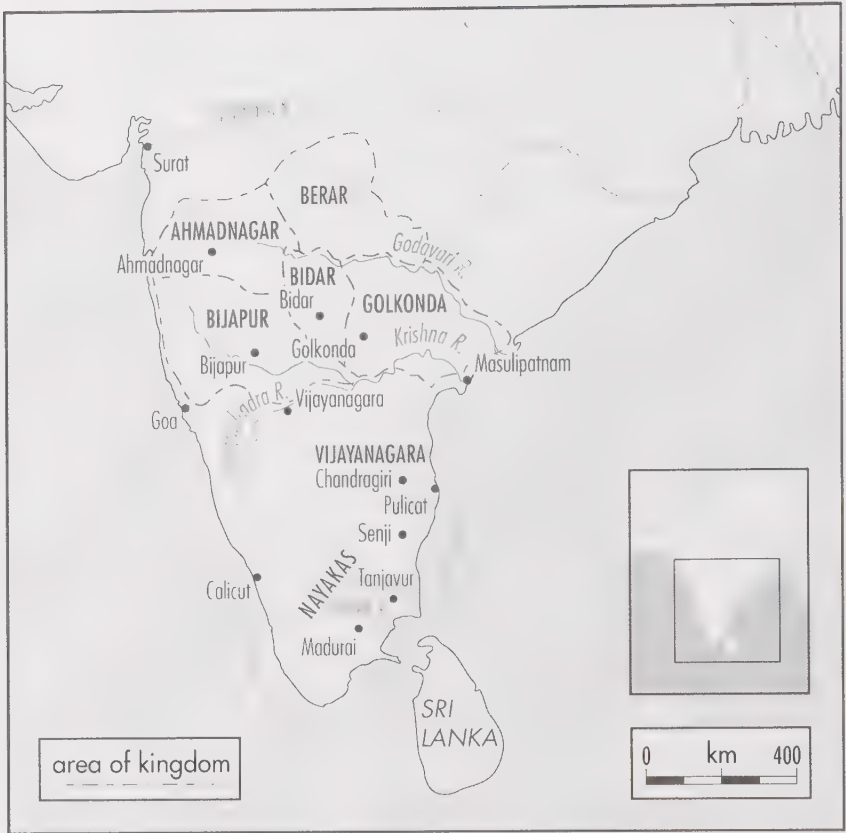 Surat
BERAR
AHMADNAGAR
Ahmadnagar
Godavari R.
BIDAR
Bidar
GOLKONDA
BIJAPUR
Krishna R.
Golkonda
Bijapur
Masulipatnam
R.
Vijayanagara
Goa
VIJAYANAGARA
Chandragiri
Pulicat
Senji
NAYAKAS
Tanjavur
Calicut
Madurai
SRI
LANKA
area of kingdom
0 km 400